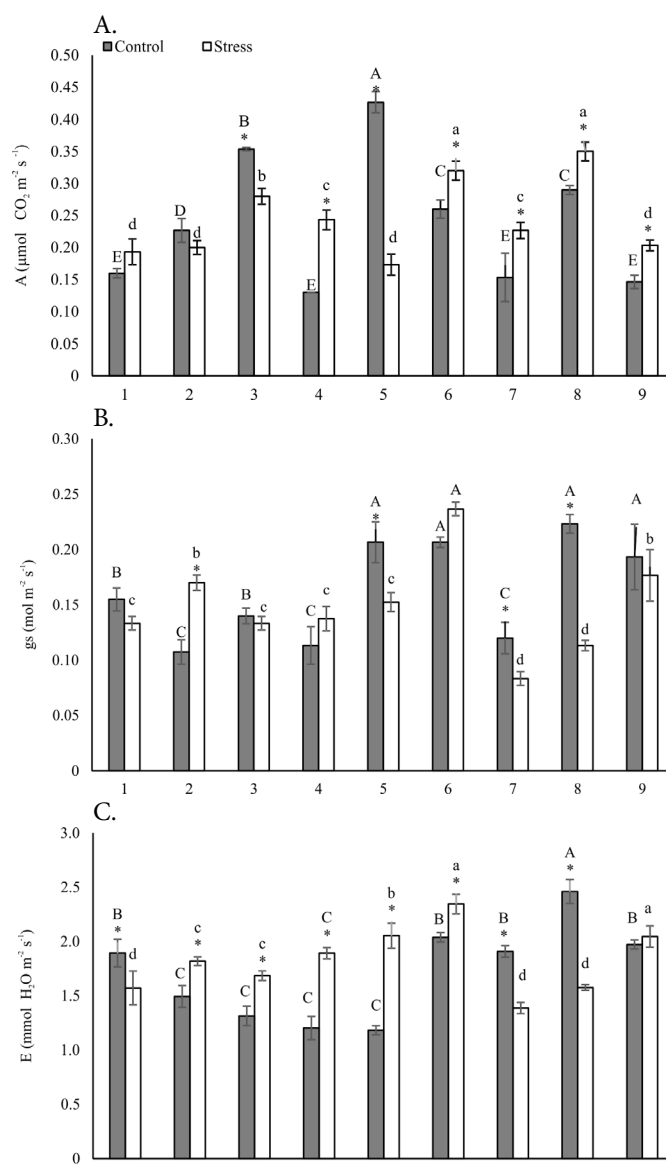 A.
Control Stress
0.50
0.45
0.40
0.35
0.30
0.25
0.20
0.15
0.10
0.05
0
A (µmol CO2 m-2 s-1)
E d D d B * b E c * A * d C a * E c * C a * E d *
1 2 3 4 5 6 7 8 9
B.
0.30
0.25
0.20
0.15
0.10
0.05
0
gs (mol m-2 s-1)
B c C b * B c C c A * c A A C * d A * d A b
1 2 3 4 5 6 7 8 9
C.
3.0
2.5
2.0
1.5
1.0
0.5
0
E (mmol H2O m-2 s-1)
B * d C c * C c * C C * C b * B a * B * d A * d B a